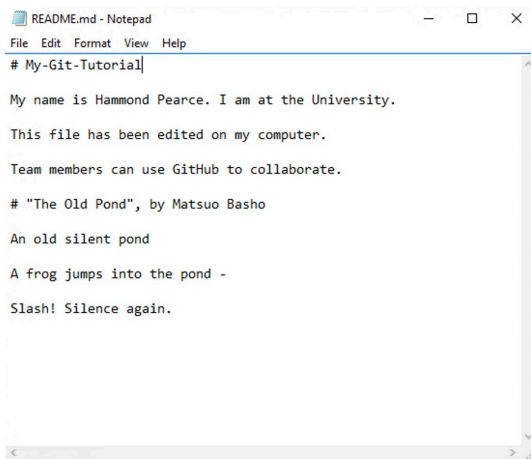 README.md - Notepad
File Edit Format View Help
# My-Git-Tutorial
My name is Hammond Pearce. I am at the University.
This file has been edited on my computer.
Team members can use GitHub to collaborate.
# "The Old Pond", by Matsuo Basho
An old silent pond
A frog jumps into the pond -
Slash! Silence again.